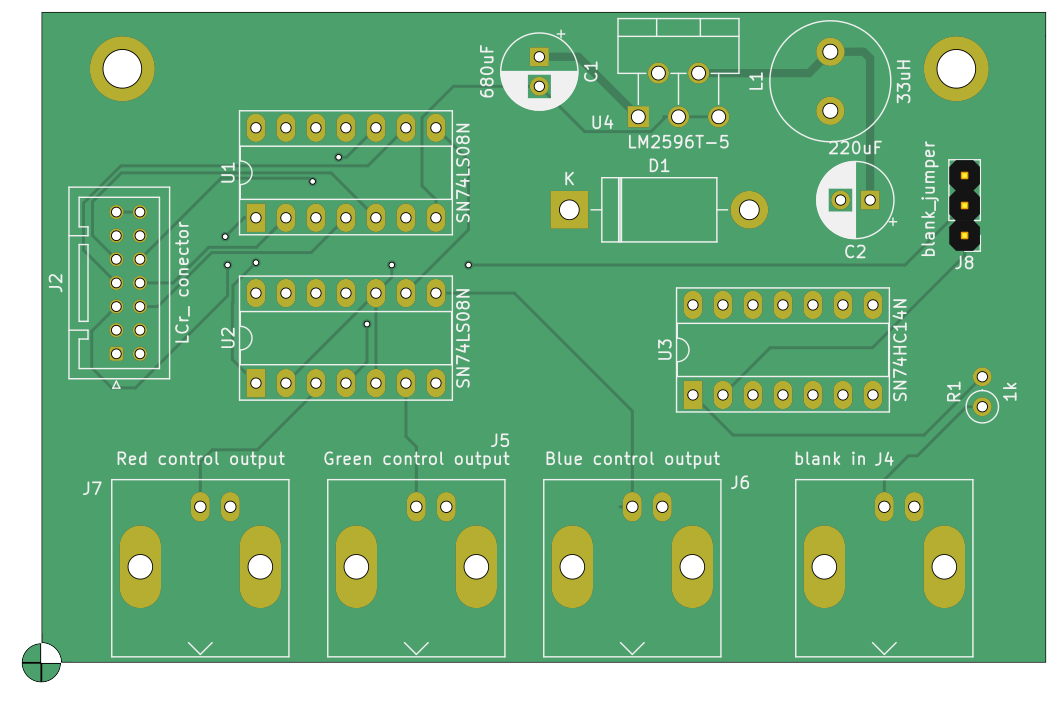 +
680uF
C1
U4
LM2596T-5
L1
33uH
220uF
U1
SN74LS08N
K
D1
+
C2
blank_jumper
J8
J2
LCr_ conector
U2
SN74LS08N
U3
SN74HC14N
R1
1k
J5
Red control output
Green control output
Blue control output
blank in J4
J7
J6